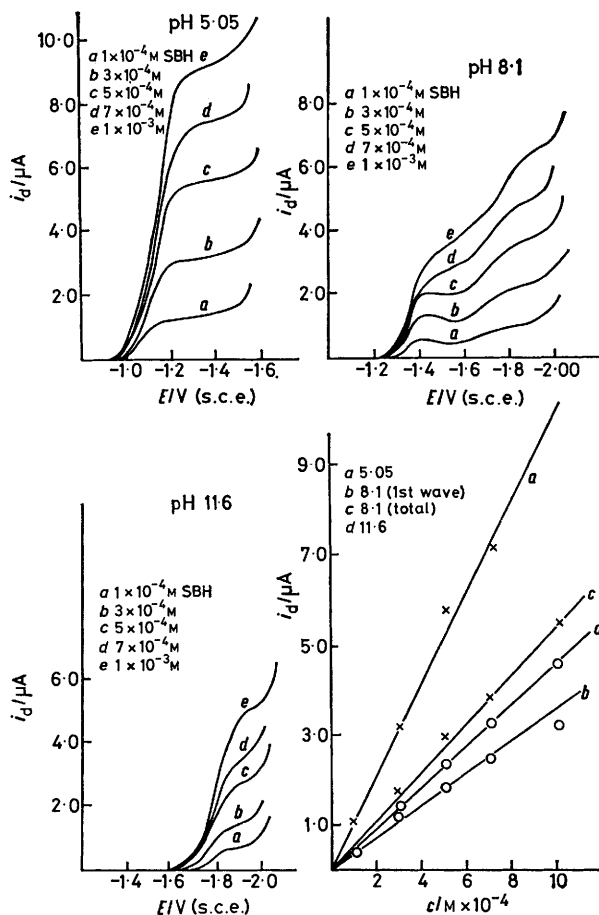 pH 5·05
10·0
8·0
6·0
4·0
2·0
i_d/μA
a 1×10⁻⁴M SBH
b 3×10⁻⁴M
c 5×10⁻⁴M
d 7×10⁻⁴M
e 1×10⁻³M
e
d
c
b
a
-1·0 -1·2 -1·4 -1·6
E/V (s.c.e.)
pH 8·1
a 1×10⁻⁴M SBH
b 3×10⁻⁴M
c 5×10⁻⁴M
d 7×10⁻⁴M
e 1×10⁻³M
8·0
6·0
4·0
2·0
i_d/μA
e
d
c
b
a
-1·2 -1·4 -1·6 -1·8 -2·00
E/V (s.c.e.)
pH 11·6
a 1×10⁻⁴M SBH
b 3×10⁻⁴M
c 5×10⁻⁴M
d 7×10⁻⁴M
e 1×10⁻³M
6·0
4·0
2·0
i_d/μA
e
d
c
b
a
-1·4 -1·6 -1·8 -2·0
E/V (s.c.e.)
9·0
7·0
5·0
3·0
1·0
i_d/μA
a 5·05
b 8·1 (1st wave)
c 8·1 (total)
d 11·6
a
c
b
2 4 6 8 10
c/M × 10⁻⁴